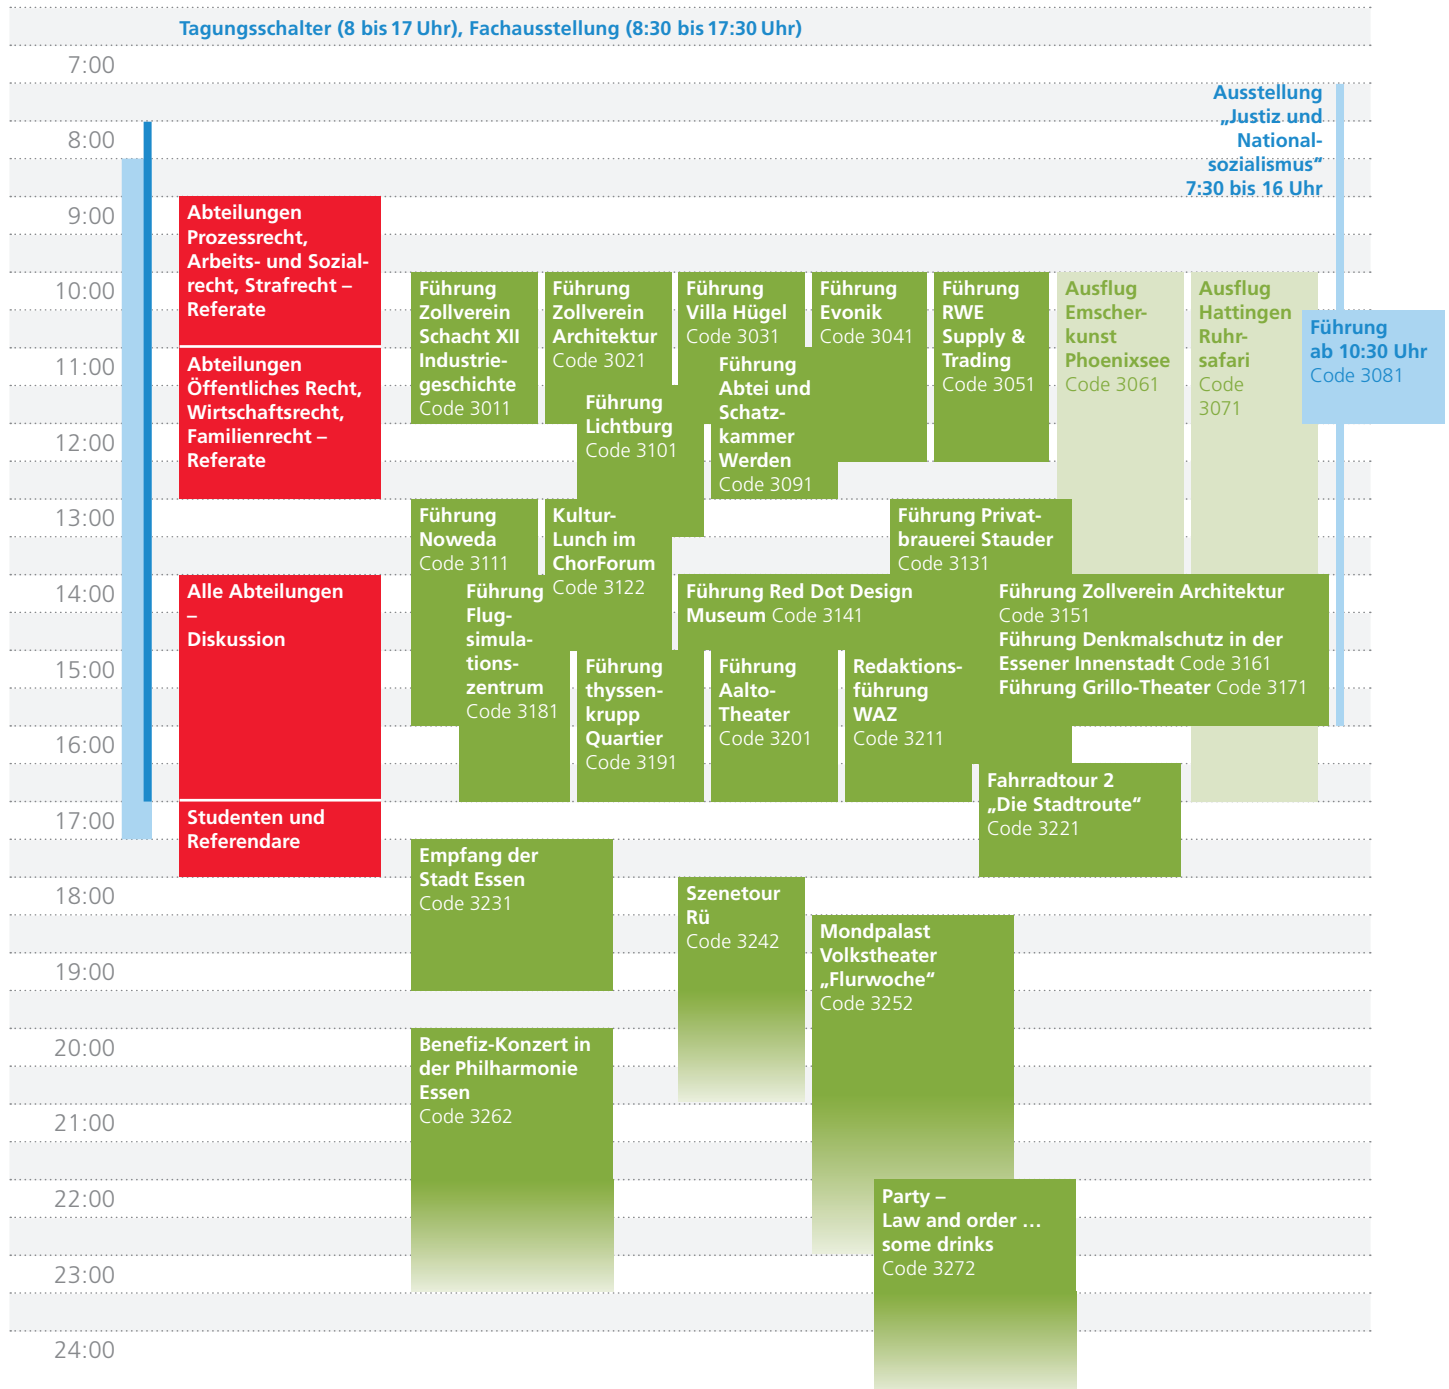 Tagungsschalter (8 bis 17 Uhr), Fachausstellung (8:30 bis 17:30 Uhr)
7:00
8:00
9:00
10:00
11:00
12:00
13:00
14:00
15:00
16:00
17:00
18:00
19:00
20:00
21:00
22:00
23:00
24:00
Ausstellung
„Justiz und
National-
sozialismus“
7:30 bis 16 Uhr
Abteilungen
Prozessrecht,
Arbeits- und Sozial-
recht, Strafrecht –
Referate
Abteilungen
Öffentliches Recht,
Wirtschaftsrecht,
Familienrecht –
Referate
Alle Abteilungen
–
Diskussion
Studenten und
Referendare
Führung
Zollverein
Schacht XII
Industrie-
geschichte
Code 3011
Führung
Zollverein
Architektur
Code 3021
Führung
Villa Hügel
Code 3031
Führung
Evonik
Code 3041
Führung
RWE
Supply &
Trading
Code 3051
Ausflug
Emscher-
kunst
Phoenixsee
Code 3061
Ausflug
Hattingen
Ruhr-
safari
Code
3071
Führung
ab 10:30 Uhr
Code 3081
Führung
Lichtburg
Code 3101
Führung
Abtei und
Schatz-
kammer
Werden
Code 3091
Führung
Noweda
Code 3111
Kultur-
Lunch im
ChorForum
Code 3122
Führung Privat-
brauerei Stauder
Code 3131
Führung
Flug-
simula-
tions-
zentrum
Code 3181
Führung Red Dot Design
Museum Code 3141
Führung Zollverein Architektur
Code 3151
Führung Denkmalschutz in der
Essener Innenstadt Code 3161
Führung Grillo-Theater Code 3171
Führung
thyssen-
krupp
Quartier
Code 3191
Führung
Aalto-
Theater
Code 3201
Redaktions-
führung
WAZ
Code 3211
Fahrradtour 2
„Die Stadtroute“
Code 3221
Empfang der
Stadt Essen
Code 3231
Szenetour
Rü
Code 3242
Mondpalast
Volkstheater
„Flurwoche“
Code 3252
Benefiz-Konzert in
der Philharmonie
Essen
Code 3262
Party –
Law and order …
some drinks
Code 3272